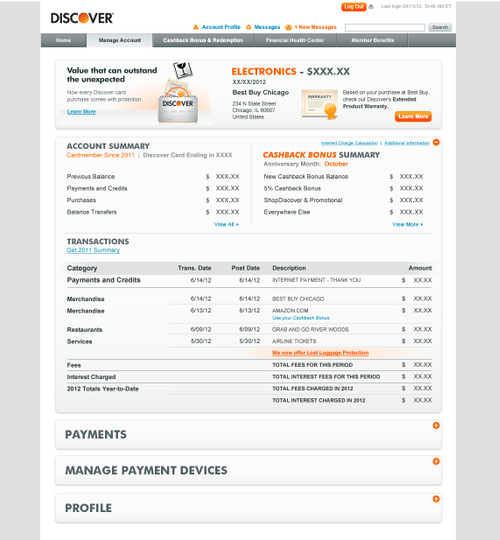 Log Out
Last login 24/13/12, 10:46 AM ET
DISCOVER
Account Profile
Messages
1 New Messages
Search
Home
Manage Account
Cashback Bonus & Redemption
Financial Health Center
Member Benefits
Value that can outstand
the unexpected
Now every Discover card
purchase comes with protection.
Learn More
DISCOVER
ELECTRONICS - $XXX.XX
XX/XX/2012
Best Buy Chicago
234 N State Street
Chicago, IL 60607
United States
WARRANTY
Based on your purchase at Best Buy,
check out Discover's Extended
Product Warranty.
Learn More
ACCOUNT SUMMARY
Cardmember Since 2011 | Discover Card Ending in XXXX
Previous Balance $ XXX.XX
Payments and Credits $ XXX.XX
Purchases $ XXX.XX
Balance Transfers $ XXX.XX
View All
Interest Charge Calculation | Additional Information
CASHBACK BONUS SUMMARY
Anniversary Month: October
New Cashback Bonus Balance $ XXX.XX
5% Cashback Bonus $ XXX.XX
ShopDiscover & Promotional $ XXX.XX
Everywhere Else $ XXX.XX
View More
TRANSACTIONS
Get 2011 Summary
Category Trans. Date Post Date Description Amount
Payments and Credits 6/14/12 6/14/12 INTERNET PAYMENT - THANK YOU $ XX.XX
Merchandise 6/14/12 6/14/12 BEST BUY CHICAGO $ XX.XX
Merchandise 6/13/12 6/13/12 AMAZON.COM $ XX.XX
Use your Cashback Bonus
Restaurants 6/09/12 6/09/12 GRAB AND GO RIVER WOODS $ XX.XX
Services 5/30/12 5/30/12 AIRLINE TICKETS $ XX.XX
We now offer Lost Luggage Protection
Fees TOTAL FEES FOR THIS PERIOD $ XX.XX
Interest Charged TOTAL INTEREST FEES FOR THIS PERIOD $ XX.XX
2012 Totals Year-to-Date TOTAL FEES CHARGED IN 2012 $ XX.XX
TOTAL INTEREST CHARGED IN 2012 $ XX.XX
PAYMENTS
MANAGE PAYMENT DEVICES
PROFILE